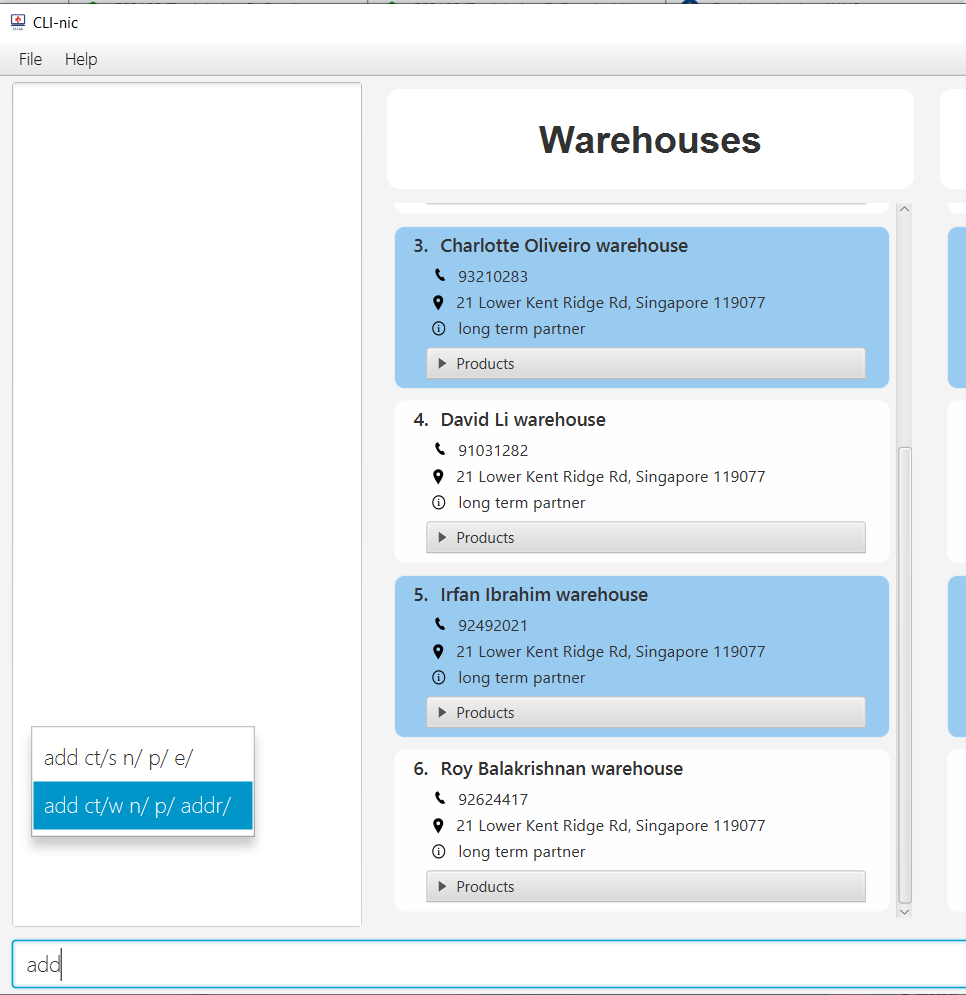 CLI-nic
File Help
Warehouses
3. Charlotte Oliveiro warehouse
93210283
21 Lower Kent Ridge Rd, Singapore 119077
long term partner
Products
4. David Li warehouse
91031282
21 Lower Kent Ridge Rd, Singapore 119077
long term partner
Products
5. Irfan Ibrahim warehouse
92492021
21 Lower Kent Ridge Rd, Singapore 119077
long term partner
Products
6. Roy Balakrishnan warehouse
92624417
21 Lower Kent Ridge Rd, Singapore 119077
long term partner
Products
add ct/s n/ p/ e/
add ct/w n/ p/ addr/
add